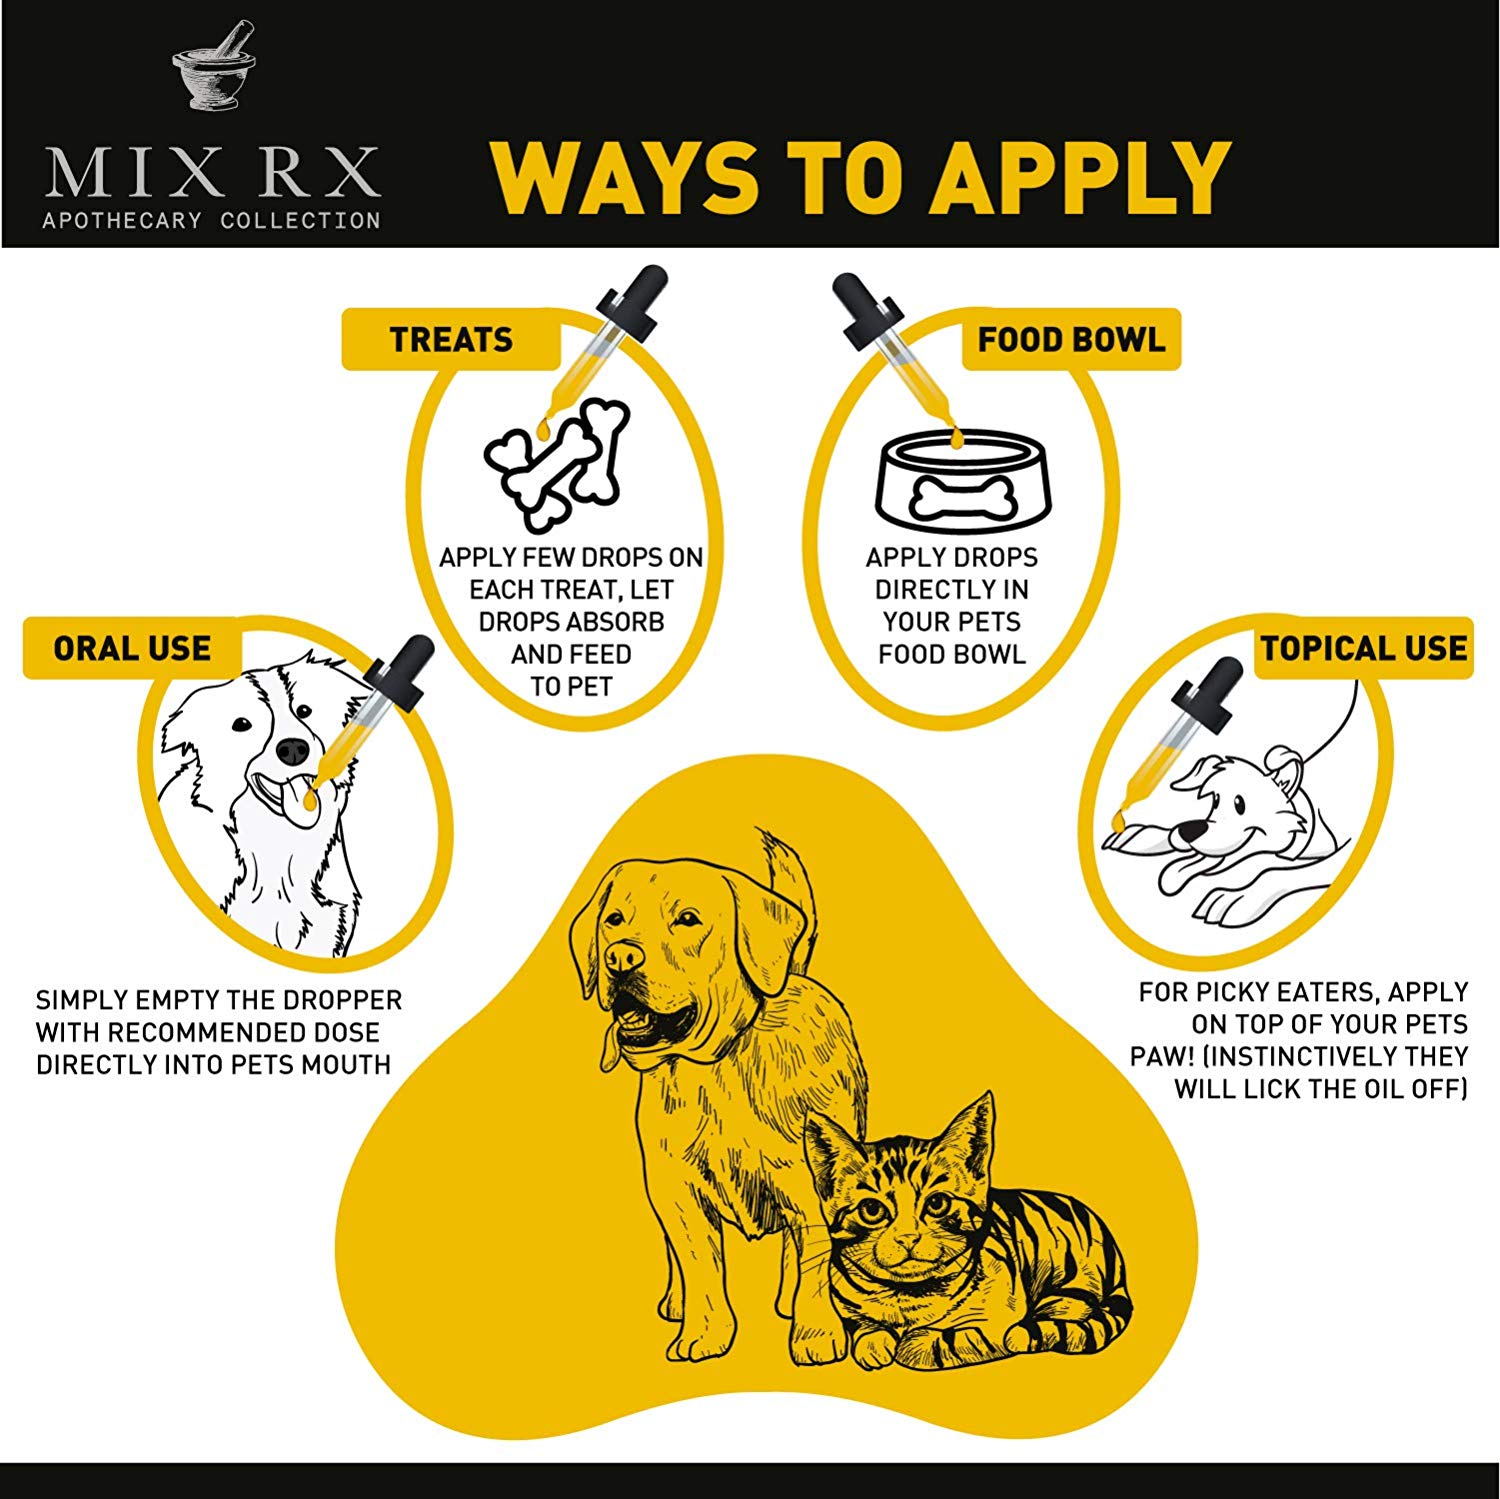 MIX RX
APOTHECARY COLLECTION
WAYS TO APPLY
TREATS
APPLY FEW DROPS ON
EACH TREAT, LET
DROPS ABSORB
AND FEED
TO PET
FOOD BOWL
APPLY DROPS
DIRECTLY IN
YOUR PETS
FOOD BOWL
ORAL USE
SIMPLY EMPTY THE DROPPER
WITH RECOMMENDED DOSE
DIRECTLY INTO PETS MOUTH
TOPICAL USE
FOR PICKY EATERS, APPLY
ON TOP OF YOUR PETS
PAW! (INSTINCTIVELY THEY
WILL LICK THE OIL OFF)